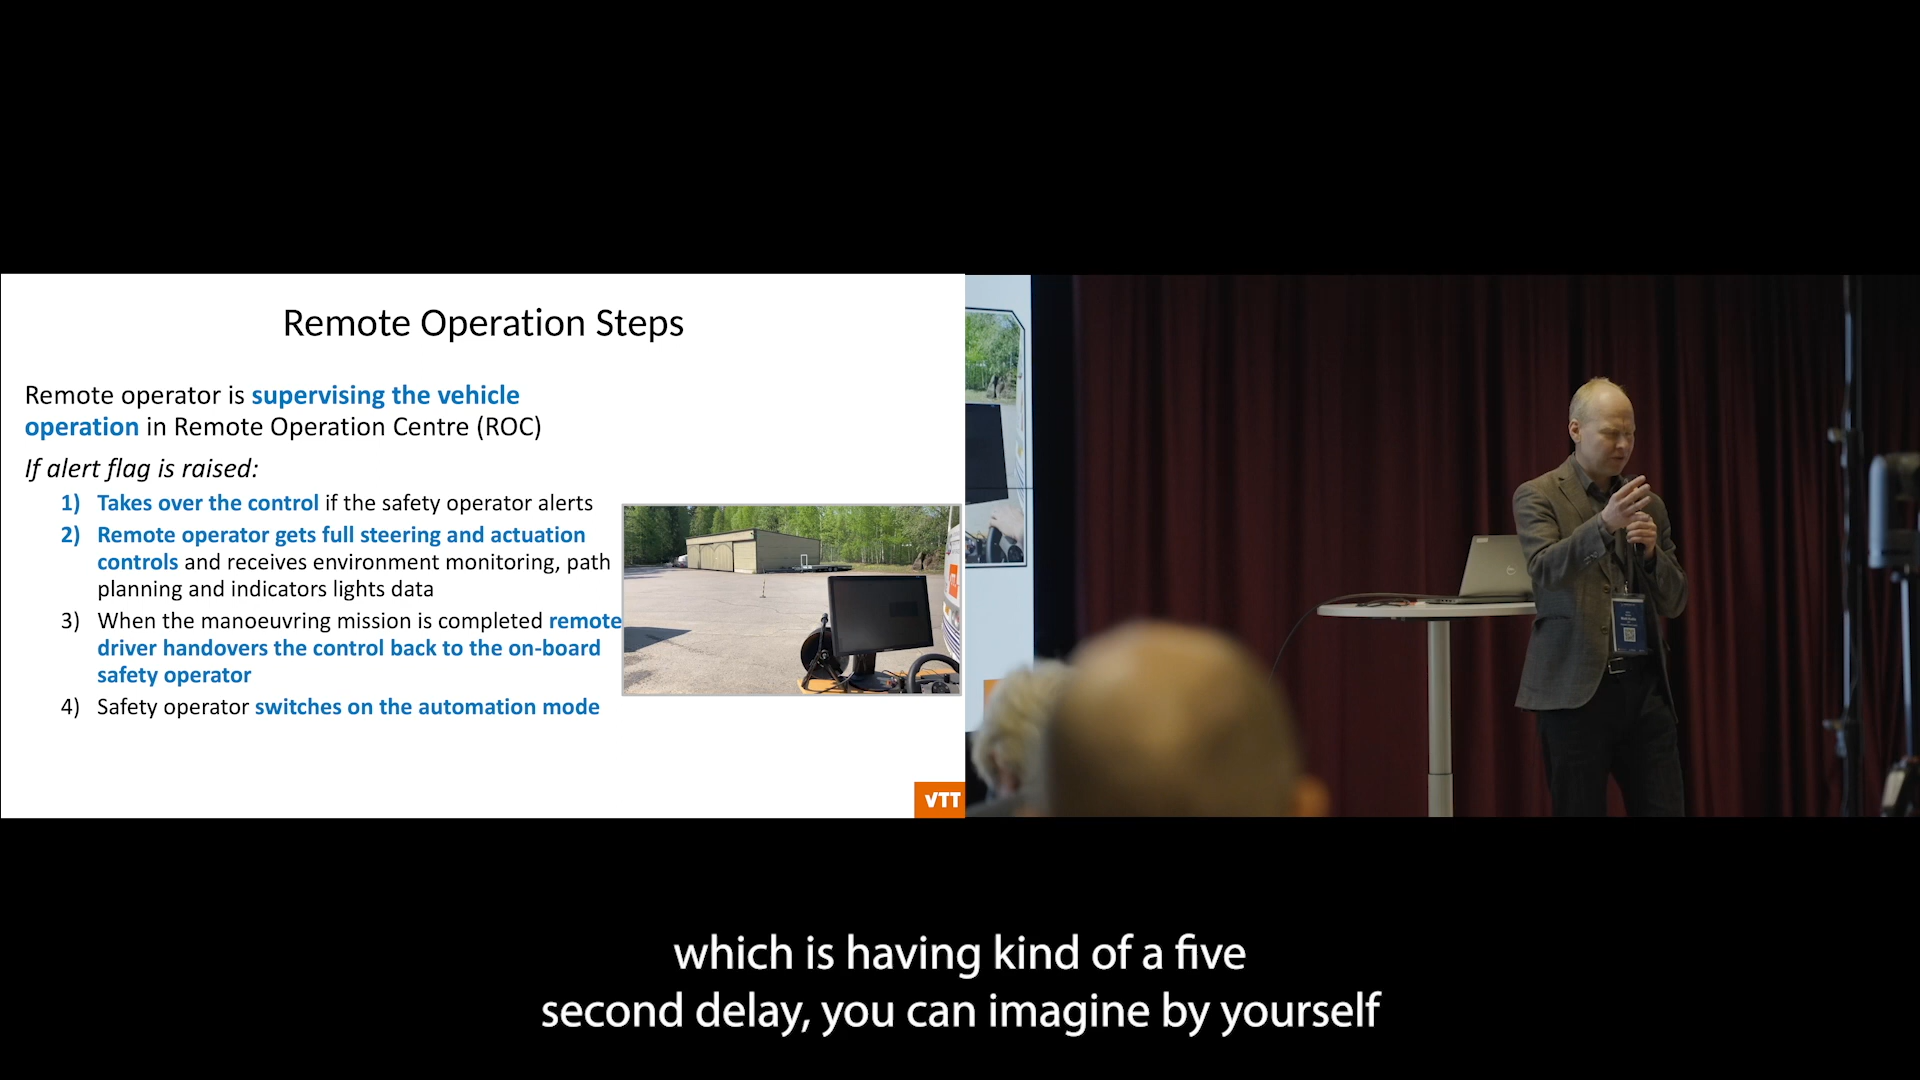 Remote Operation Steps
Remote operator is supervising the vehicle
operation in Remote Operation Centre (ROC)
If alert flag is raised:
1) Takes over the control if the safety operator alerts
2) Remote operator gets full steering and actuation
controls and receives environment monitoring, path
planning and indicators lights data
3) When the manoeuvring mission is completed remote
driver handovers the control back to the on-board
safety operator
4) Safety operator switches on the automation mode
VTT
which is having kind of a five
second delay, you can imagine by yourself